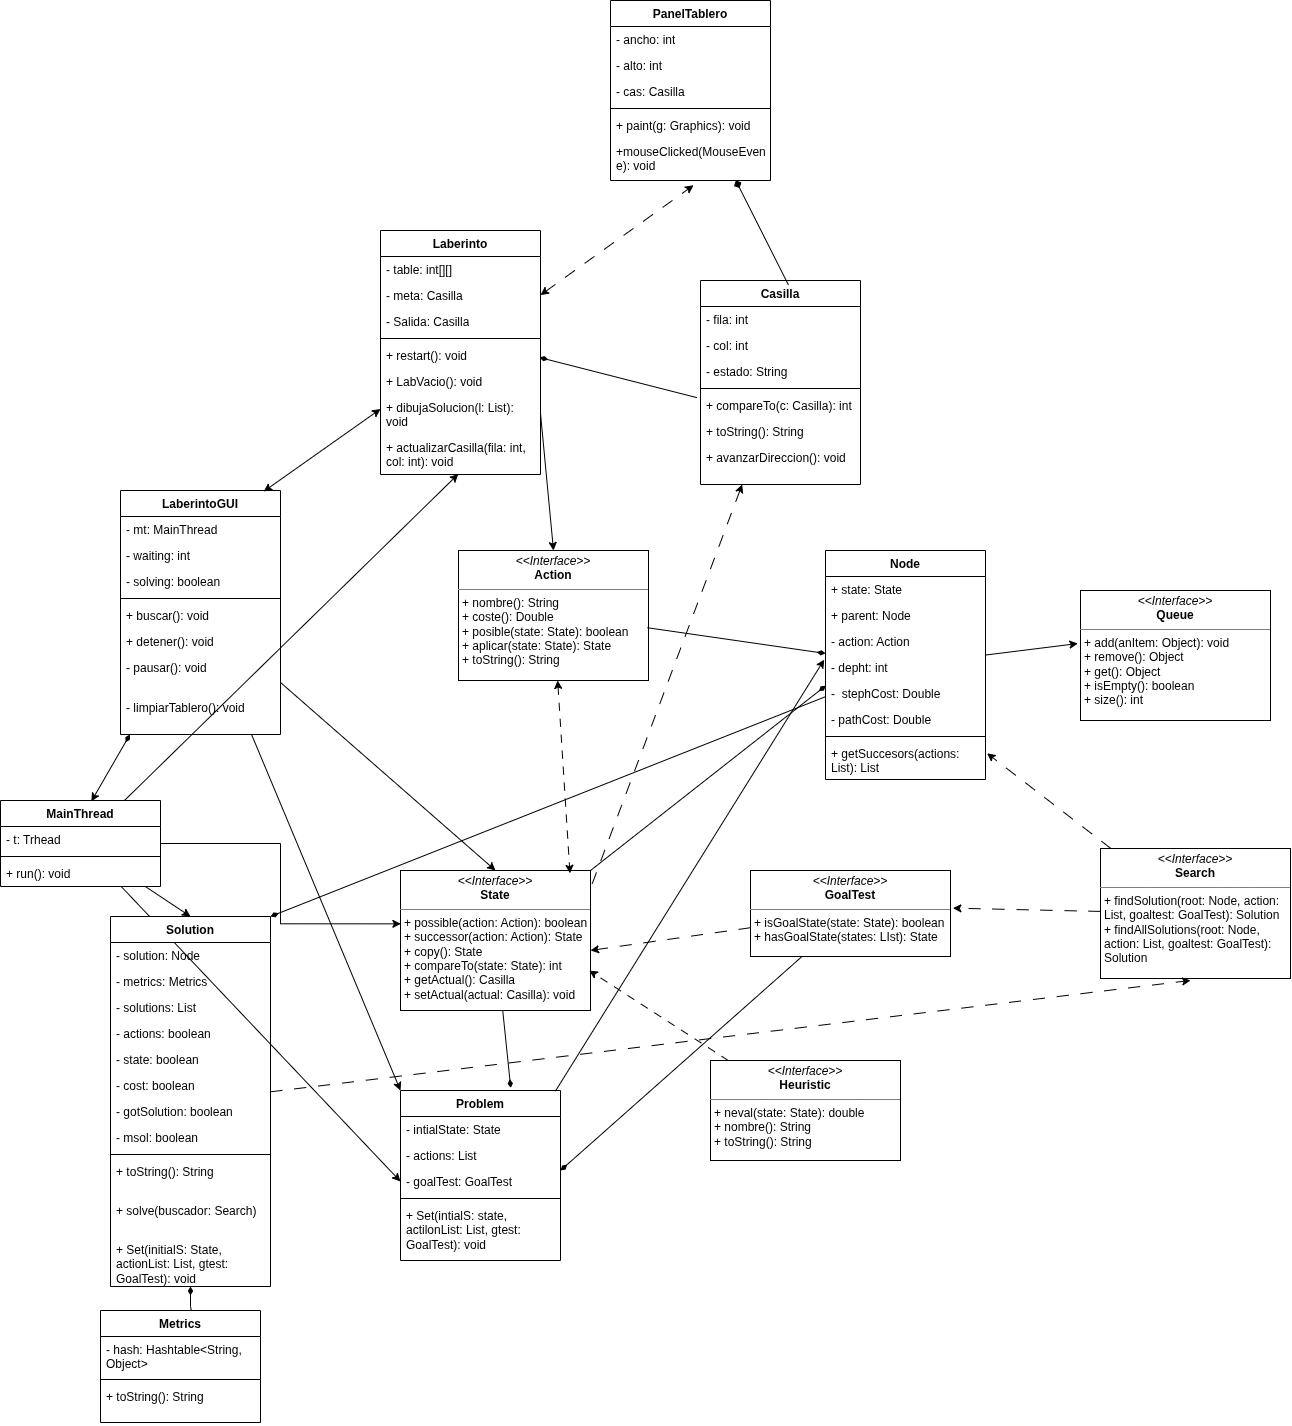 PanelTablero
- ancho: int
- alto: int
- cas: Casilla
+ paint(g: Graphics): void
+mouseClicked(MouseEven
e): void
Laberinto
- table: int[][]
- meta: Casilla
- Salida: Casilla
+ restart(): void
+ LabVacio(): void
+ dibujaSolucion(l: List):
void
+ actualizarCasilla(fila: int,
col: int): void
Casilla
- fila: int
- col: int
- estado: String
+ compareTo(c: Casilla): int
+ toString(): String
+ avanzarDireccion(): void
LaberintoGUI
- mt: MainThread
- waiting: int
- solving: boolean
+ buscar(): void
+ detener(): void
- pausar(): void
- limpiarTablero(): void
<<Interface>>
Action
+ nombre(): String
+ coste(): Double
+ posible(state: State): boolean
+ aplicar(state: State): State
+ toString(): String
Node
+ state: State
+ parent: Node
- action: Action
- depht: int
-  stephCost: Double
- pathCost: Double
+ getSuccesors(actions:
List): List
<<Interface>>
Queue
+ add(anItem: Object): void
+ remove(): Object
+ get(): Object
+ isEmpty(): boolean
+ size(): int
MainThread
- t: Trhead
+ run(): void
<<Interface>>
State
+ possible(action: Action): boolean
+ successor(action: Action): State
+ copy(): State
+ compareTo(state: State): int
+ getActual(): Casilla
+ setActual(actual: Casilla): void
<<Interface>>
GoalTest
+ isGoalState(state: State): boolean
+ hasGoalState(states: LIst): State
<<Interface>>
Search
+ findSolution(root: Node, action:
List, goaltest: GoalTest): Solution
+ findAllSolutions(root: Node,
action: List, goaltest: GoalTest):
Solution
Solution
- solution: Node
- metrics: Metrics
- solutions: List
- actions: boolean
- state: boolean
- cost: boolean
- gotSolution: boolean
- msol: boolean
+ toString(): String
+ solve(buscador: Search)
+ Set(initialS: State,
actionList: List, gtest:
GoalTest): void
<<Interface>>
Heuristic
+ neval(state: State): double
+ nombre(): String
+ toString(): String
Problem
- intialState: State
- actions: List
- goalTest: GoalTest
+ Set(intialS: state,
actilonList: List, gtest:
GoalTest): void
Metrics
- hash: Hashtable<String,
Object>
+ toString(): String